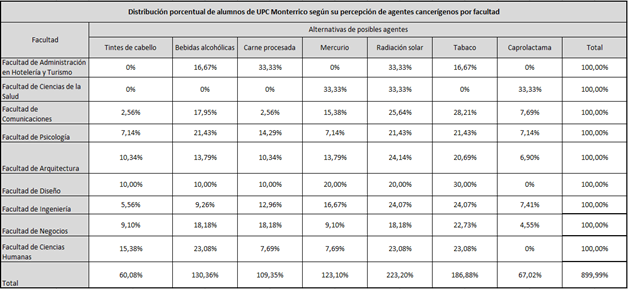 Distribución porcentual de alumnos de UPC Monterrico según su percepción de agentes cancerígenos por facultad
Facultad
Alternativas de posibles agentes
Tintes de cabello Bebidas alcohólicas Carne procesada Mercurio Radiación solar Tabaco Caprolactama Total
Facultad de Administración
en Hotelería y Turismo
0% 16,67% 33,33% 0% 33,33% 16,67% 0% 100,00%
Facultad de Ciencias de la
Salud
0% 0% 0% 33,33% 33,33% 0% 33,33% 100,00%
Facultad de
Comunicaciones
2,56% 17,95% 2,56% 15,38% 25,64% 28,21% 7,69% 100,00%
Facultad de Psicología
7,14% 21,43% 14,29% 7,14% 21,43% 21,43% 7,14% 100,00%
Facultad de Arquitectura
10,34% 13,79% 10,34% 13,79% 24,14% 20,69% 6,90% 100,00%
Facultad de Diseño
10,00% 10,00% 10,00% 20,00% 20,00% 30,00% 0% 100,00%
Facultad de Ingeniería
5,56% 9,26% 12,96% 16,67% 24,07% 24,07% 7,41% 100,00%
Facultad de Negocios
9,10% 18,18% 18,18% 9,10% 18,18% 22,73% 4,55% 100,00%
Facultad de Ciencias
Humanas
15,38% 23,08% 7,69% 7,69% 23,08% 23,08% 0% 100,00%
Total
60,08% 130,36% 109,35% 123,10% 223,20% 186,88% 67,02% 899,99%